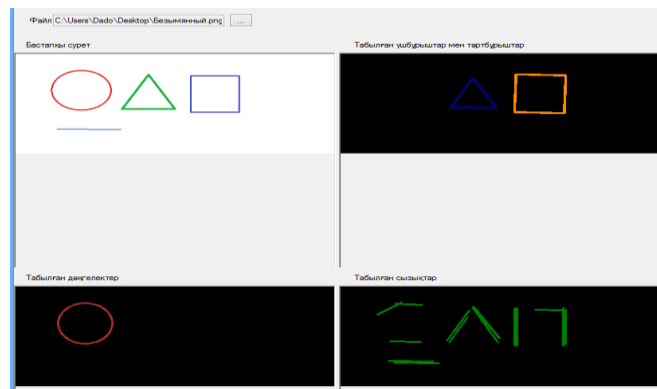 Файл C:\Users\Dado\Desktop\Безымянный.png ...
Бастапқы сурет
Табылған үшбұрыштар мен төртбұрыштар
Табылған дөңгелектер
Табылған сызықтар